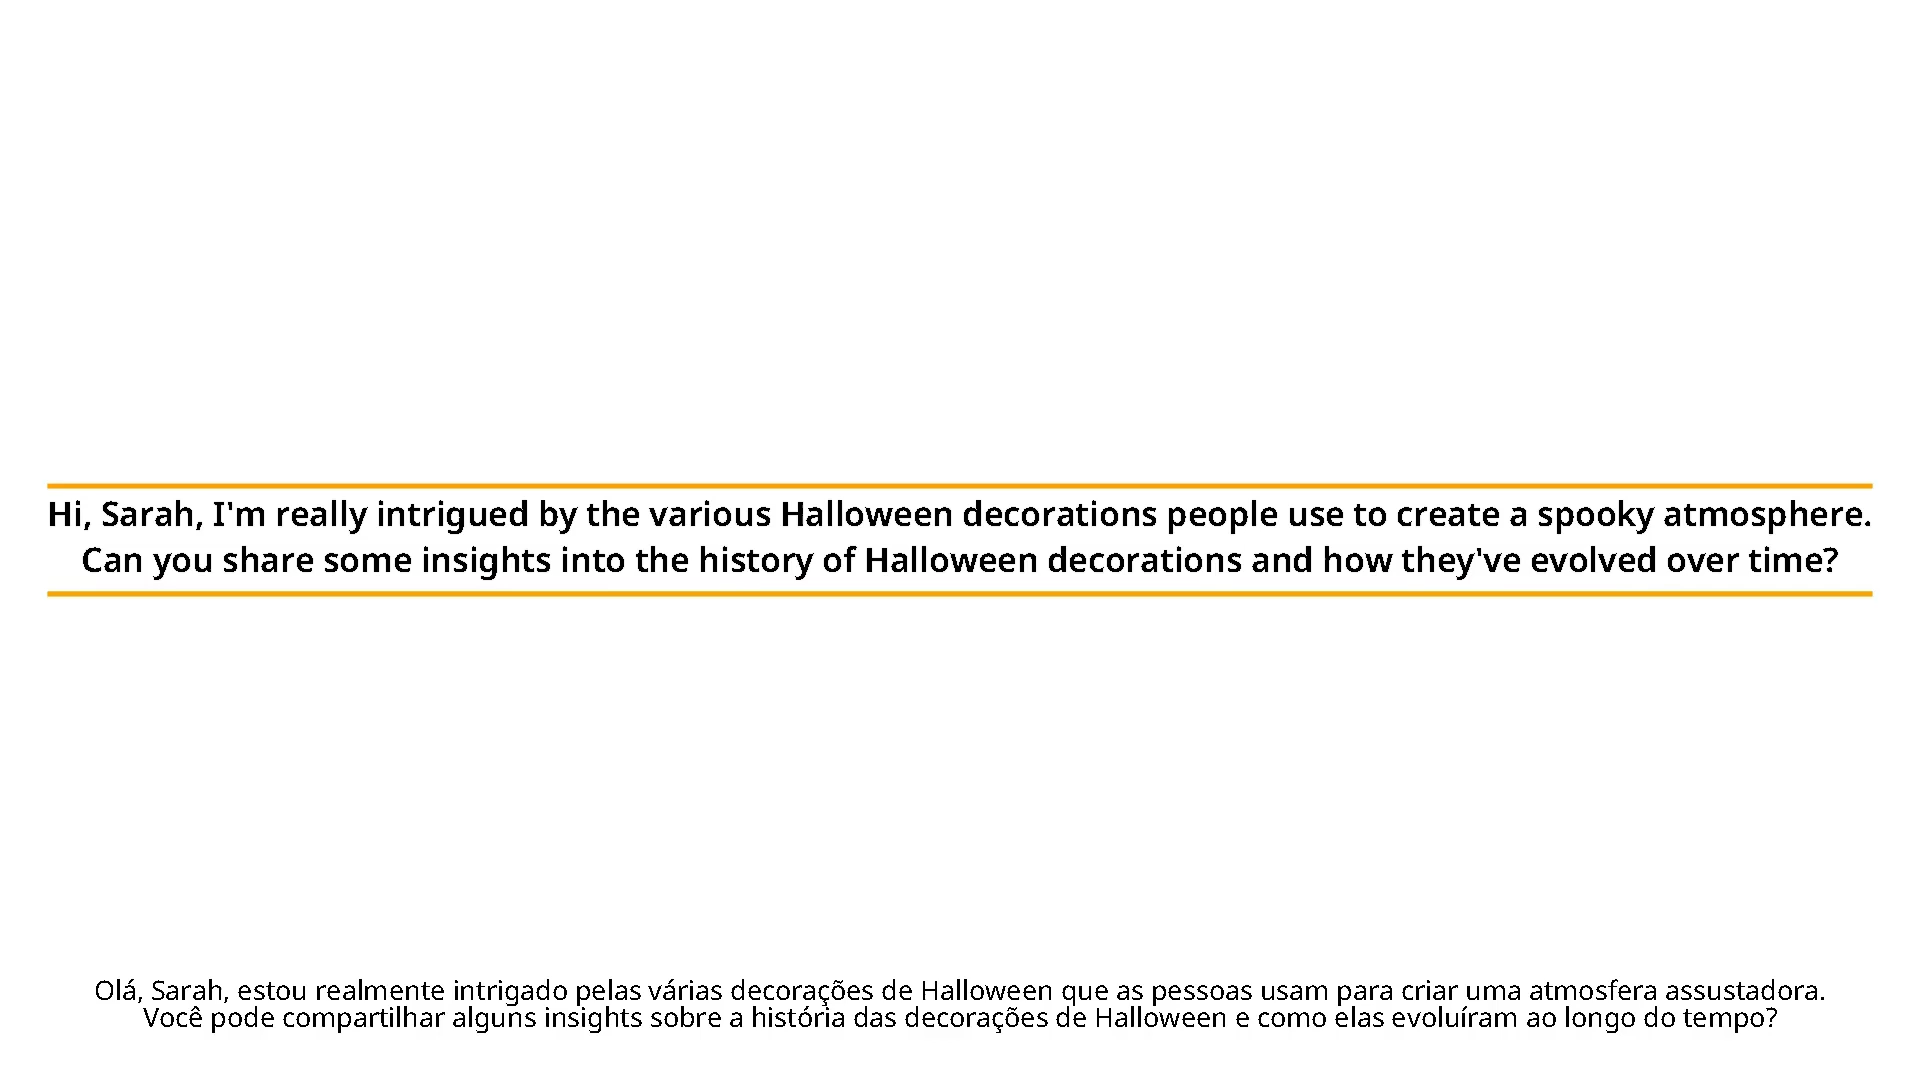 Hi, Sarah, I'm really intrigued by the various Halloween decorations people use to create a spooky atmosphere.
Can you share some insights into the history of Halloween decorations and how they've evolved over time?
Olá, Sarah, estou realmente intrigado pelas várias decorações de Halloween que as pessoas usam para criar uma atmosfera assustadora.
Você pode compartilhar alguns insights sobre a história das decorações de Halloween e como elas evoluíram ao longo do tempo?